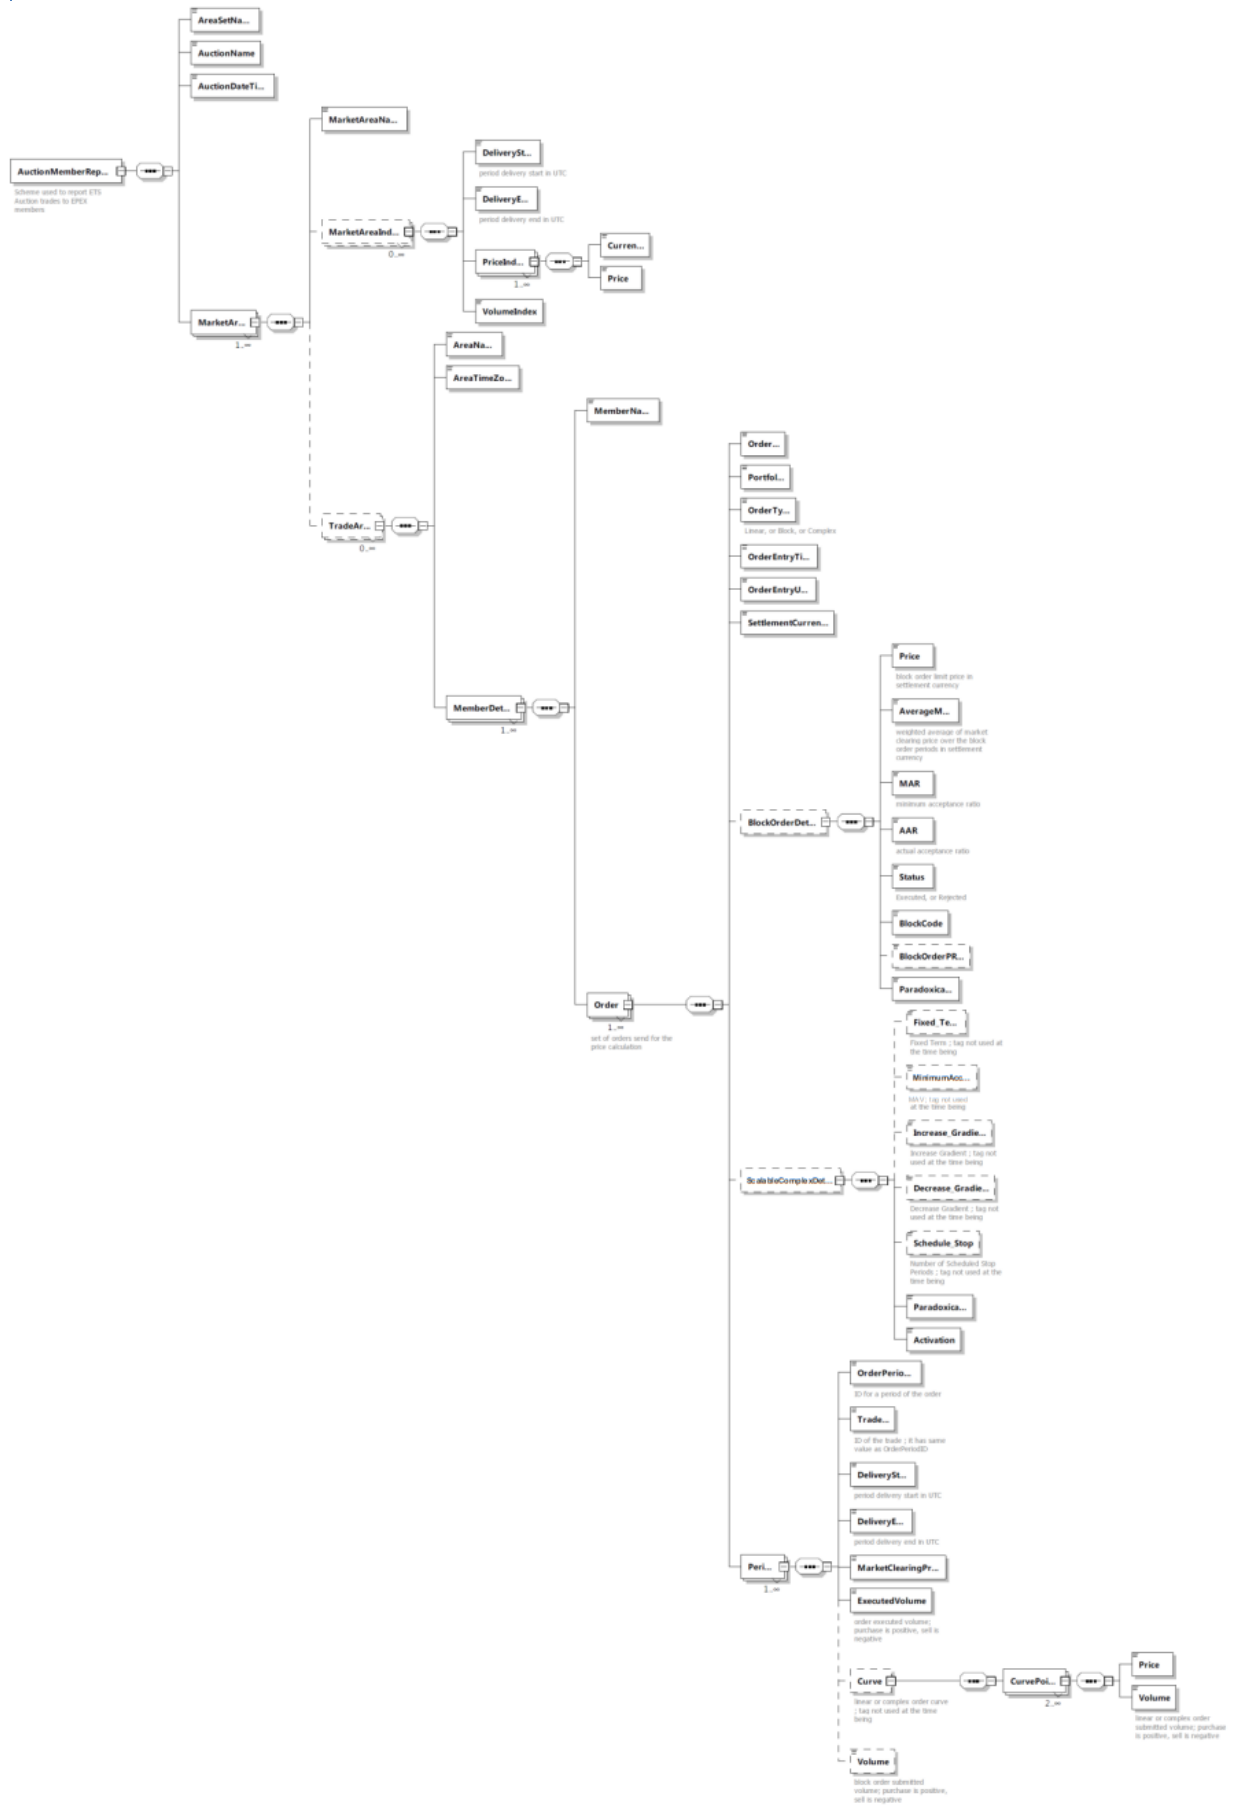 AreaSetNa...
AuctionName
AuctionDateTi...
MarketAreaNa...
AuctionMemberRep...
Scheme used to report ETS
Auction trades to EPEX
members
DeliverySt...
period delivery start in UTC
DeliveryE...
period delivery end in UTC
MarketAreaInd...
0..∞
PriceInd...
1..∞
Curren...
Price
VolumeIndex
MarketAr...
1..∞
AreaNa...
AreaTimeZo...
MemberNa...
TradeAr...
0..∞
Order...
Portfol...
OrderTy...
Linear, or Block, or Complex
OrderEntryTi...
OrderEntryU...
SettlementCurren...
MemberDet...
1..∞
Price
block order limit price in
settlement currency
AverageM...
weighted average of market
clearing price over the block
order periods in settlement
currency
MAR
minimum acceptance ratio
BlockOrderDet...
AAR
actual acceptance ratio
Status
Executed, or Rejected
BlockCode
BlockOrderPR...
Paradoxica...
Order
1..∞
set of orders send for the
price calculation
Fixed_Te...
Fixed Term ; tag not used at
the time being
MinimumAcc...
MAV; tag not used
at the time being
Increase_Gradie...
Increase Gradient ; tag not
used at the time being
ScalableComplexDet...
Decrease_Gradie...
Decrease Gradient ; tag not
used at the time being
Schedule_Stop
Number of Scheduled Stop
Periods ; tag not used at the
time being
Paradoxica...
Activation
OrderPerio...
ID for a period of the order
Trade...
ID of the trade ; it has same
value as OrderPeriodID
DeliverySt...
period delivery start in UTC
DeliveryE...
period delivery end in UTC
Peri...
1..∞
MarketClearingPr...
ExecutedVolume
order executed volume;
purchase is positive, sell is
negative
Curve
linear or complex order curve
; tag not used at the time
being
CurvePoi...
2..∞
Price
Volume
linear or complex order
submitted volume; purchase
is positive, sell is negative
Volume
block order submitted
volume; purchase is positive,
sell is negative